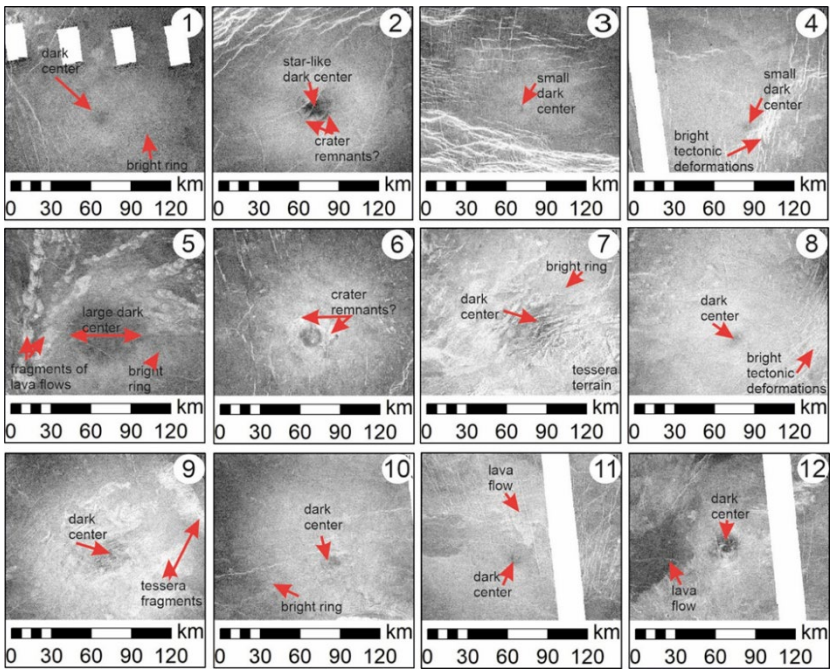 1
dark
center
bright ring
km
0 30 60 90 120
2
star-like
dark center
crater
remnants?
km
0 30 60 90 120
3
small
dark
center
km
0 30 60 90 120
4
small
dark
center
bright
tectonic
deformations
km
0 30 60 90 120
5
large dark
center
fragments of
lava flows
bright
ring
km
0 30 60 90 120
6
crater
remnants?
km
0 30 60 90 120
7
bright ring
dark
center
tessera
terrain
km
0 30 60 90 120
8
dark
center
bright
tectonic
deformations
km
0 30 60 90 120
9
dark
center
tessera
fragments
km
0 30 60 90 120
10
dark
center
bright ring
km
0 30 60 90 120
11
lava
flow
dark
center
km
0 30 60 90 120
12
dark
center
lava
flow
km
0 30 60 90 120